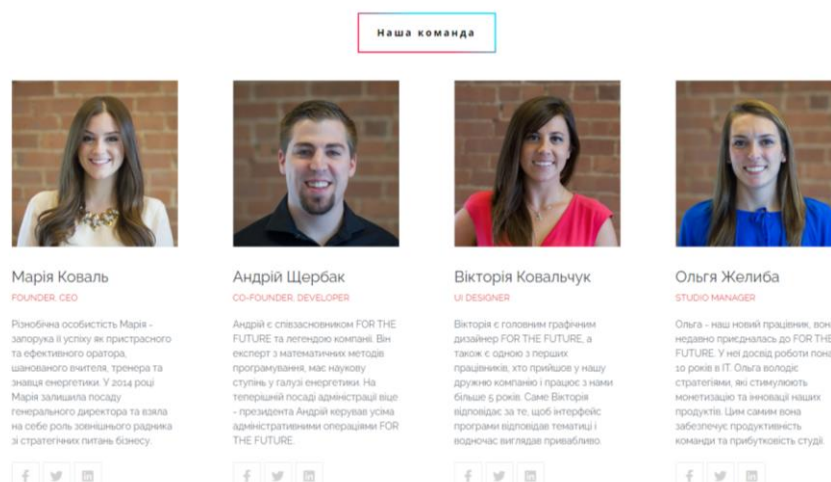 Наша команда
Марія Коваль
FOUNDER, CEO
Різнобічна особистість Марія -
запорука її успіху як пристрасного
та ефективного оратора,
шанованого вчителя, тренера та
знавця енергетики. У 2014 році
Марія залишила посаду
генерального директора та взяла
на себе роль зовнішнього радника
зі стратегічних питань бізнесу.
Андрій Щербак
CO-FOUNDER, DEVELOPER
Андрій є співзасновником FOR THE
FUTURE та легендою компанії. Він
експерт з математичних методів
програмування, має наукову
ступінь у галузі енергетики. На
теперішній посаді адміністрації віце
- президента Андрій керував усіма
адміністративними операціями FOR
THE FUTURE.
Вікторія Ковальчук
UI DESIGNER
Вікторія є головним графічним
дизайнер FOR THE FUTURE, а
також є одною з перших
працівників, хто прийшов у нашу
дружню компанію і працює з нами
більше 5 років. Саме Вікторія
відповідає за те, щоб інтерфейс
програми відповідав тематиці і
водночас виглядав привабливо.
Ольгя Желиба
STUDIO MANAGER
Ольга - наш новий працівник, вона
недавно приєдналась до FOR THE
FUTURE. У неї досвід роботи
10 років в IT. Ольга володіє
стратегіями, які стимулюють
монетизацію та інновації наших
продуктів. Цим самим вона
забезпечує продуктивність
команди та прибутковість студії.